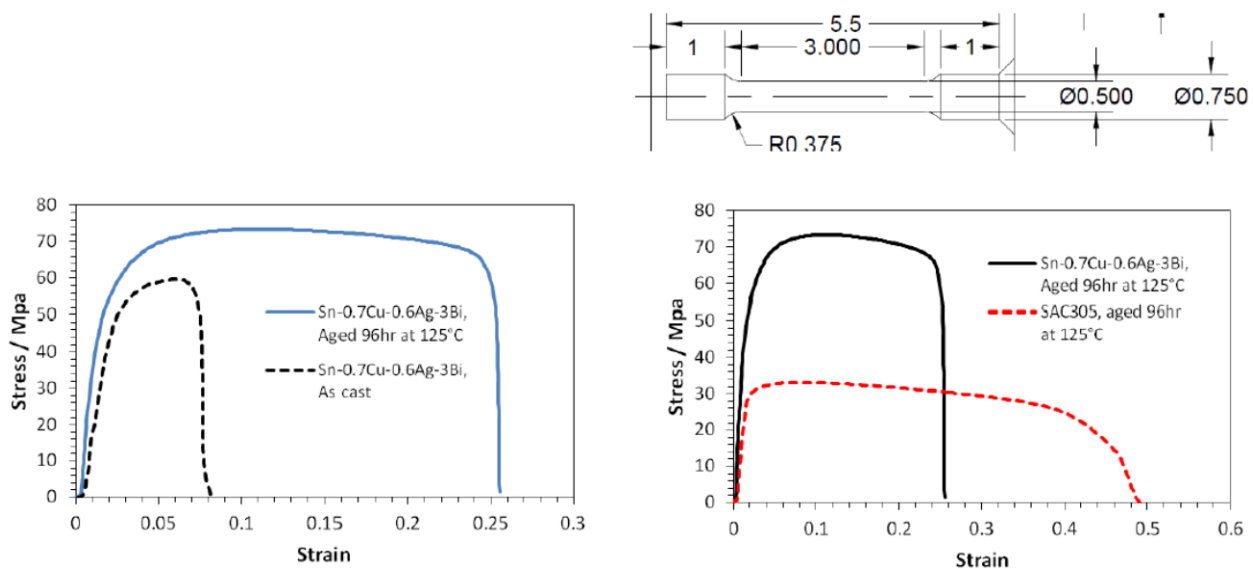 5.5
1
3.000
1
Ø0.500
Ø0.750
R0.375
80
70
60
50
40
30
20
10
0
Stress / Mpa
0
0.05
0.1
0.15
0.2
0.25
0.3
Strain
Sn-0.7Cu-0.6Ag-3Bi,
Aged 96hr at 125°C
Sn-0.7Cu-0.6Ag-3Bi,
As cast
80
70
60
50
40
30
20
10
0
Stress / Mpa
0
0.1
0.2
0.3
0.4
0.5
0.6
Strain
Sn-0.7Cu-0.6Ag-3Bi,
Aged 96hr at 125°C
SAC305, aged 96hr
at 125°C